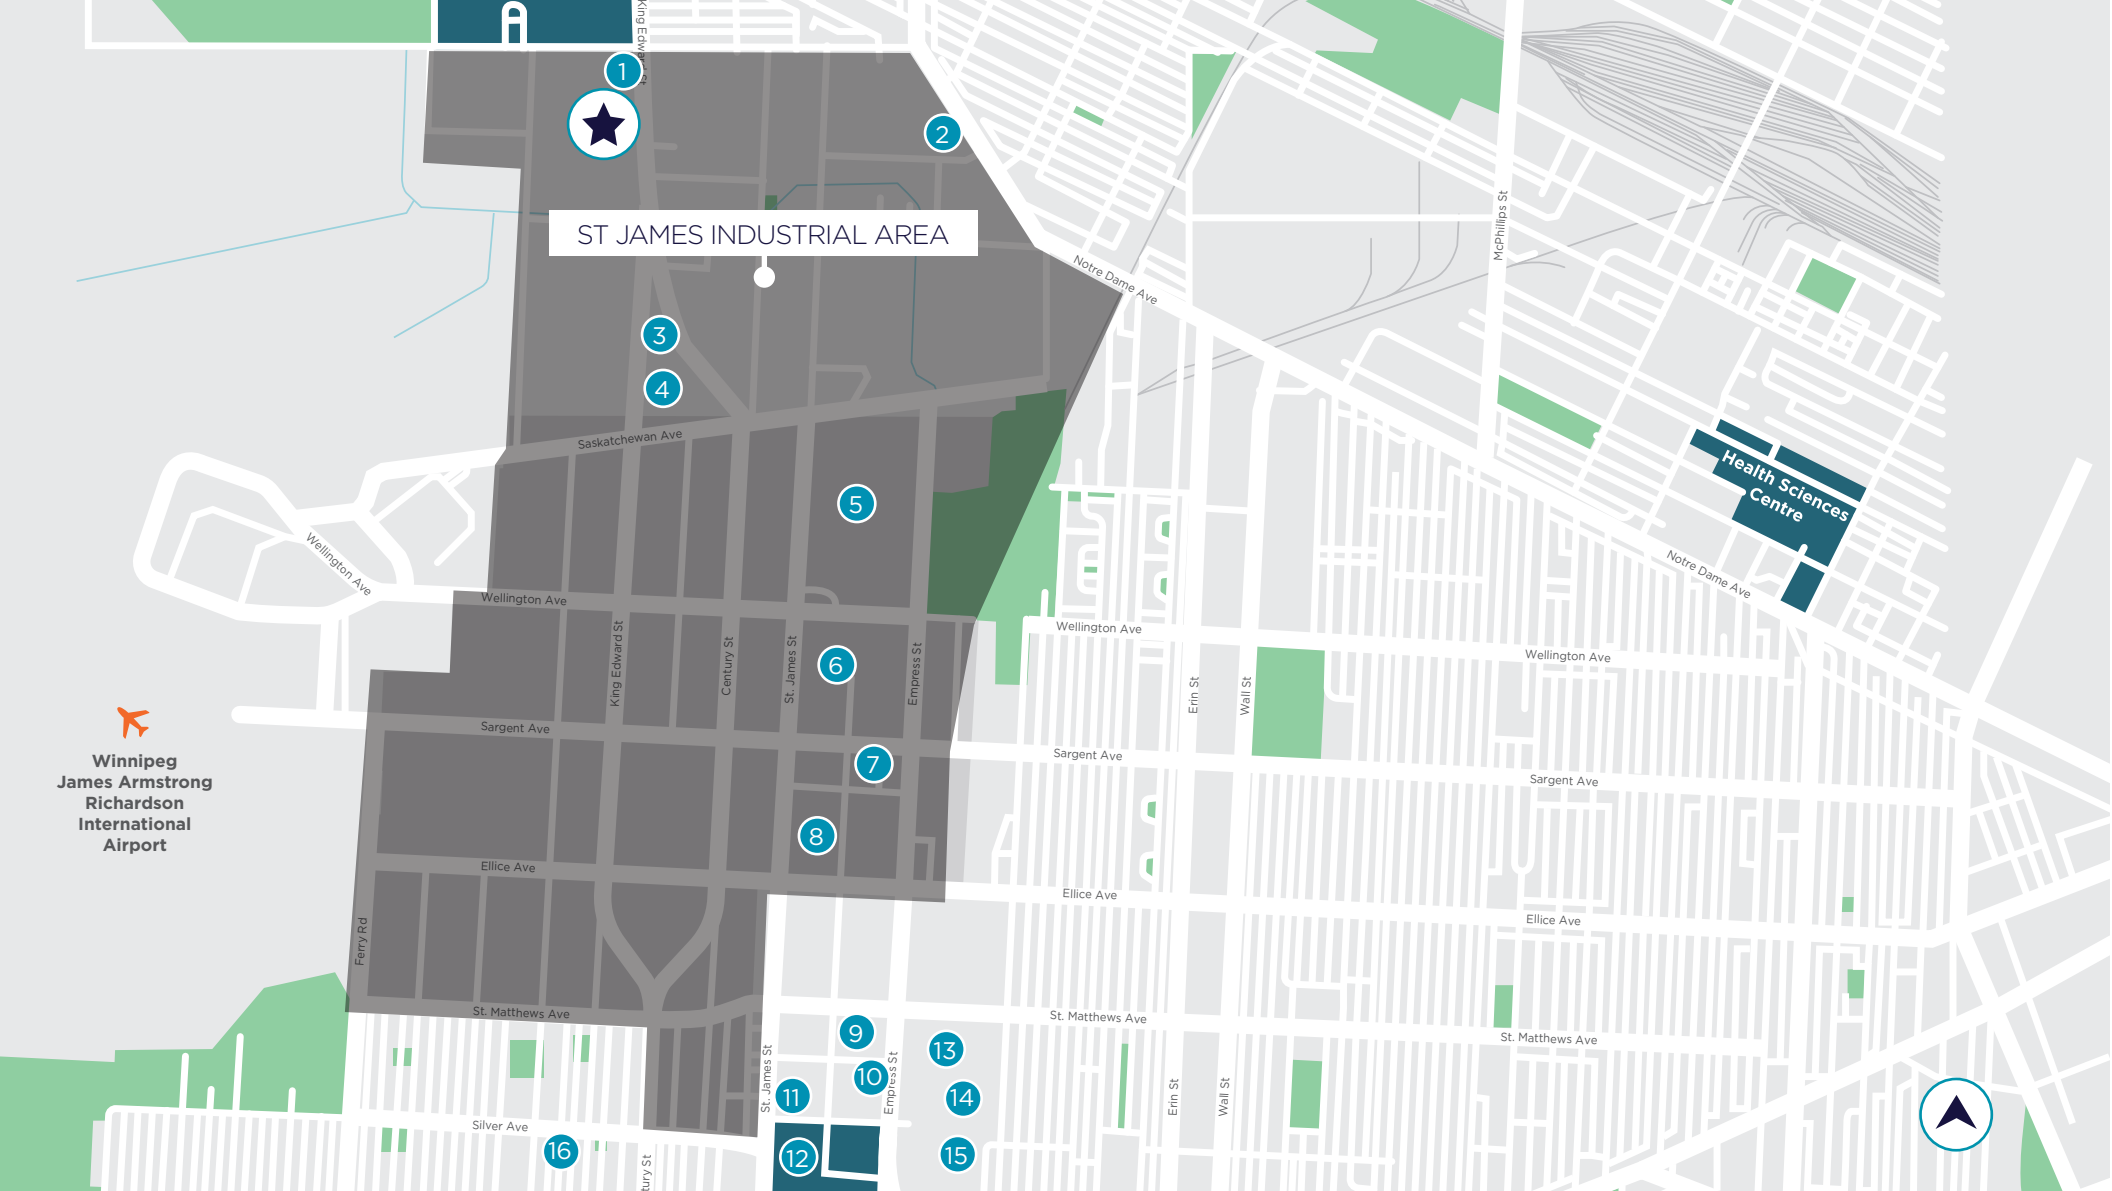 King Edward St
1
2
ST JAMES INDUSTRIAL AREA
McPhillips St
Notre Dame Ave
3
4
Saskatchewan Ave
Health Sciences
Centre
5
Wellington Ave
Wellington Ave
Notre Dame Ave
Wellington Ave
Wellington Ave
King Edward St
Century St
St. James St
6
Empress St
Erin St
Wall St
Sargent Ave
Sargent Ave
Sargent Ave
7
Winnipeg
James Armstrong
Richardson
International
Airport
8
Ellice Ave
Ellice Ave
Ellice Ave
Ferry Rd
St. Matthews Ave
St. Matthews Ave
St. Matthews Ave
9
13
10
St. James St
11
Empress St
14
Erin St
Wall St
Silver Ave
16
12
15
tury St